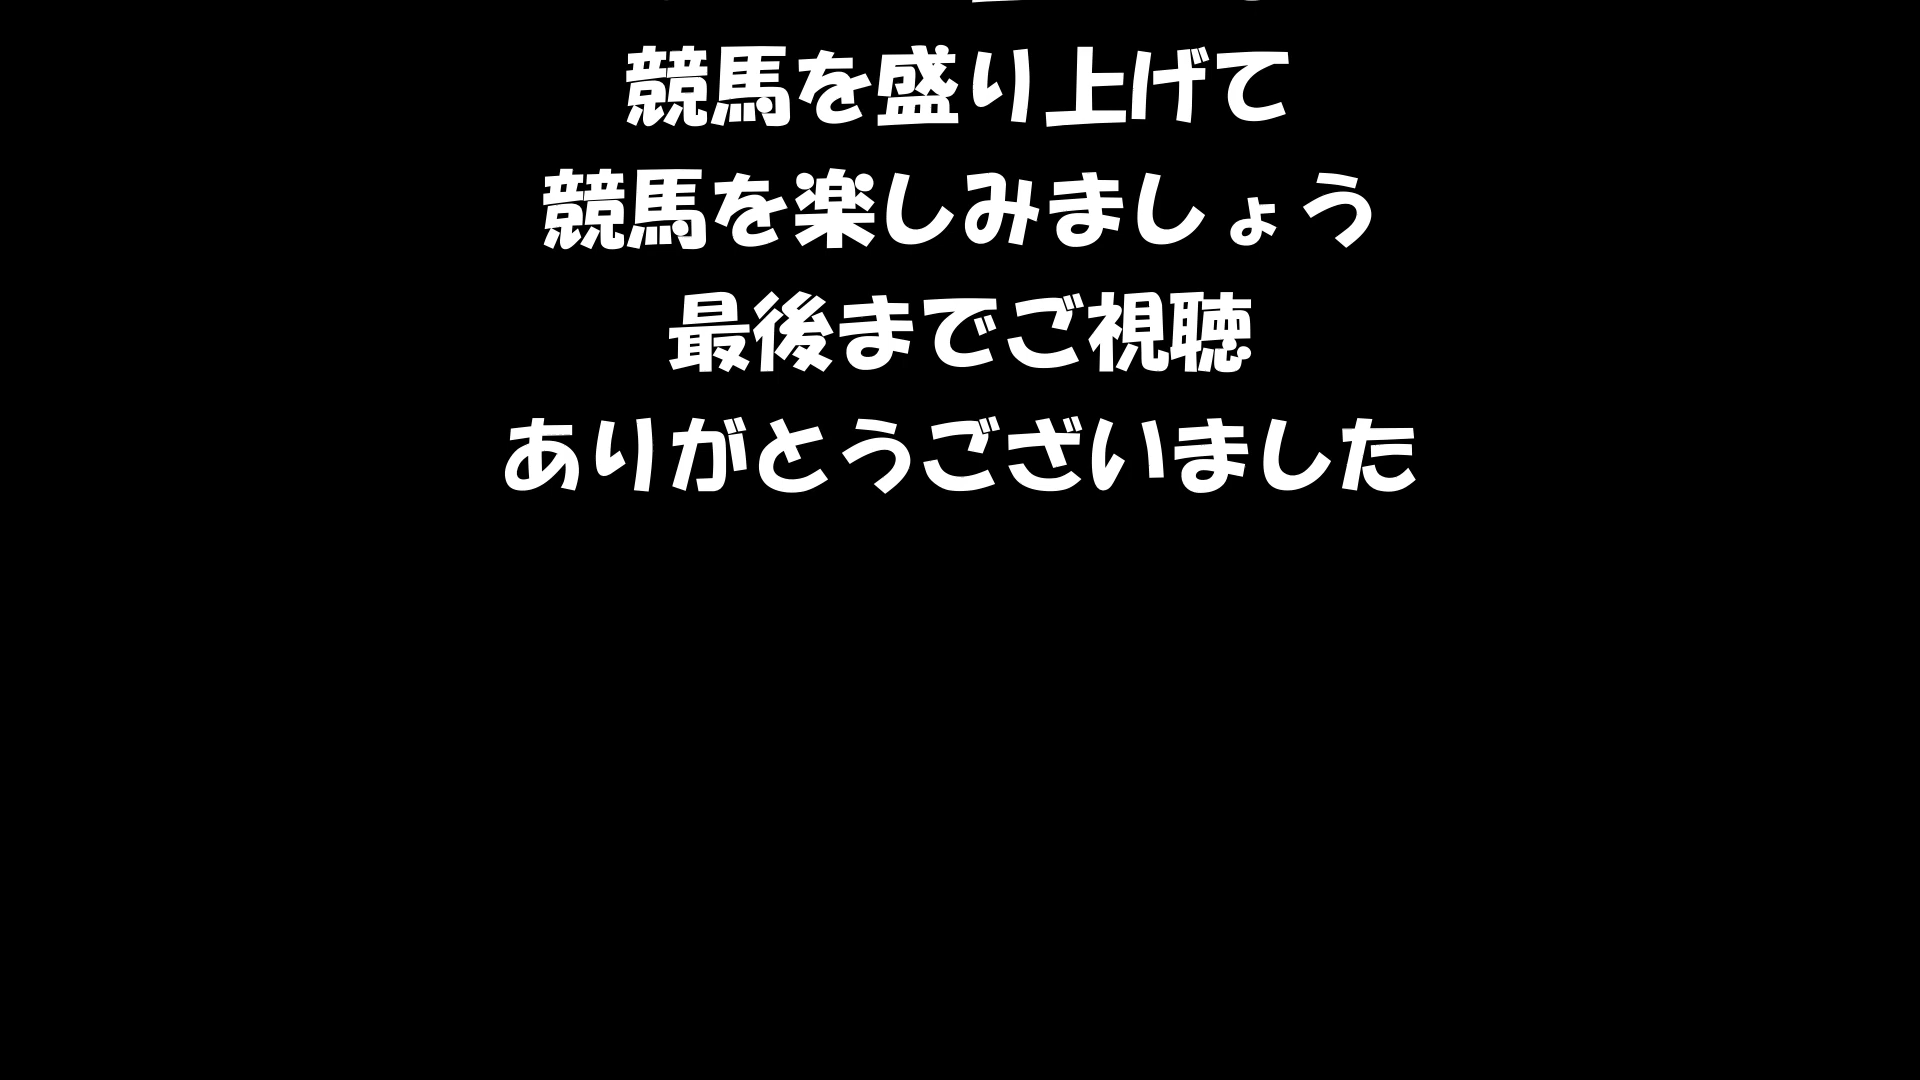 競馬を盛り上げて
競馬を楽しみましょう
最後までご視聴
ありがとうございました